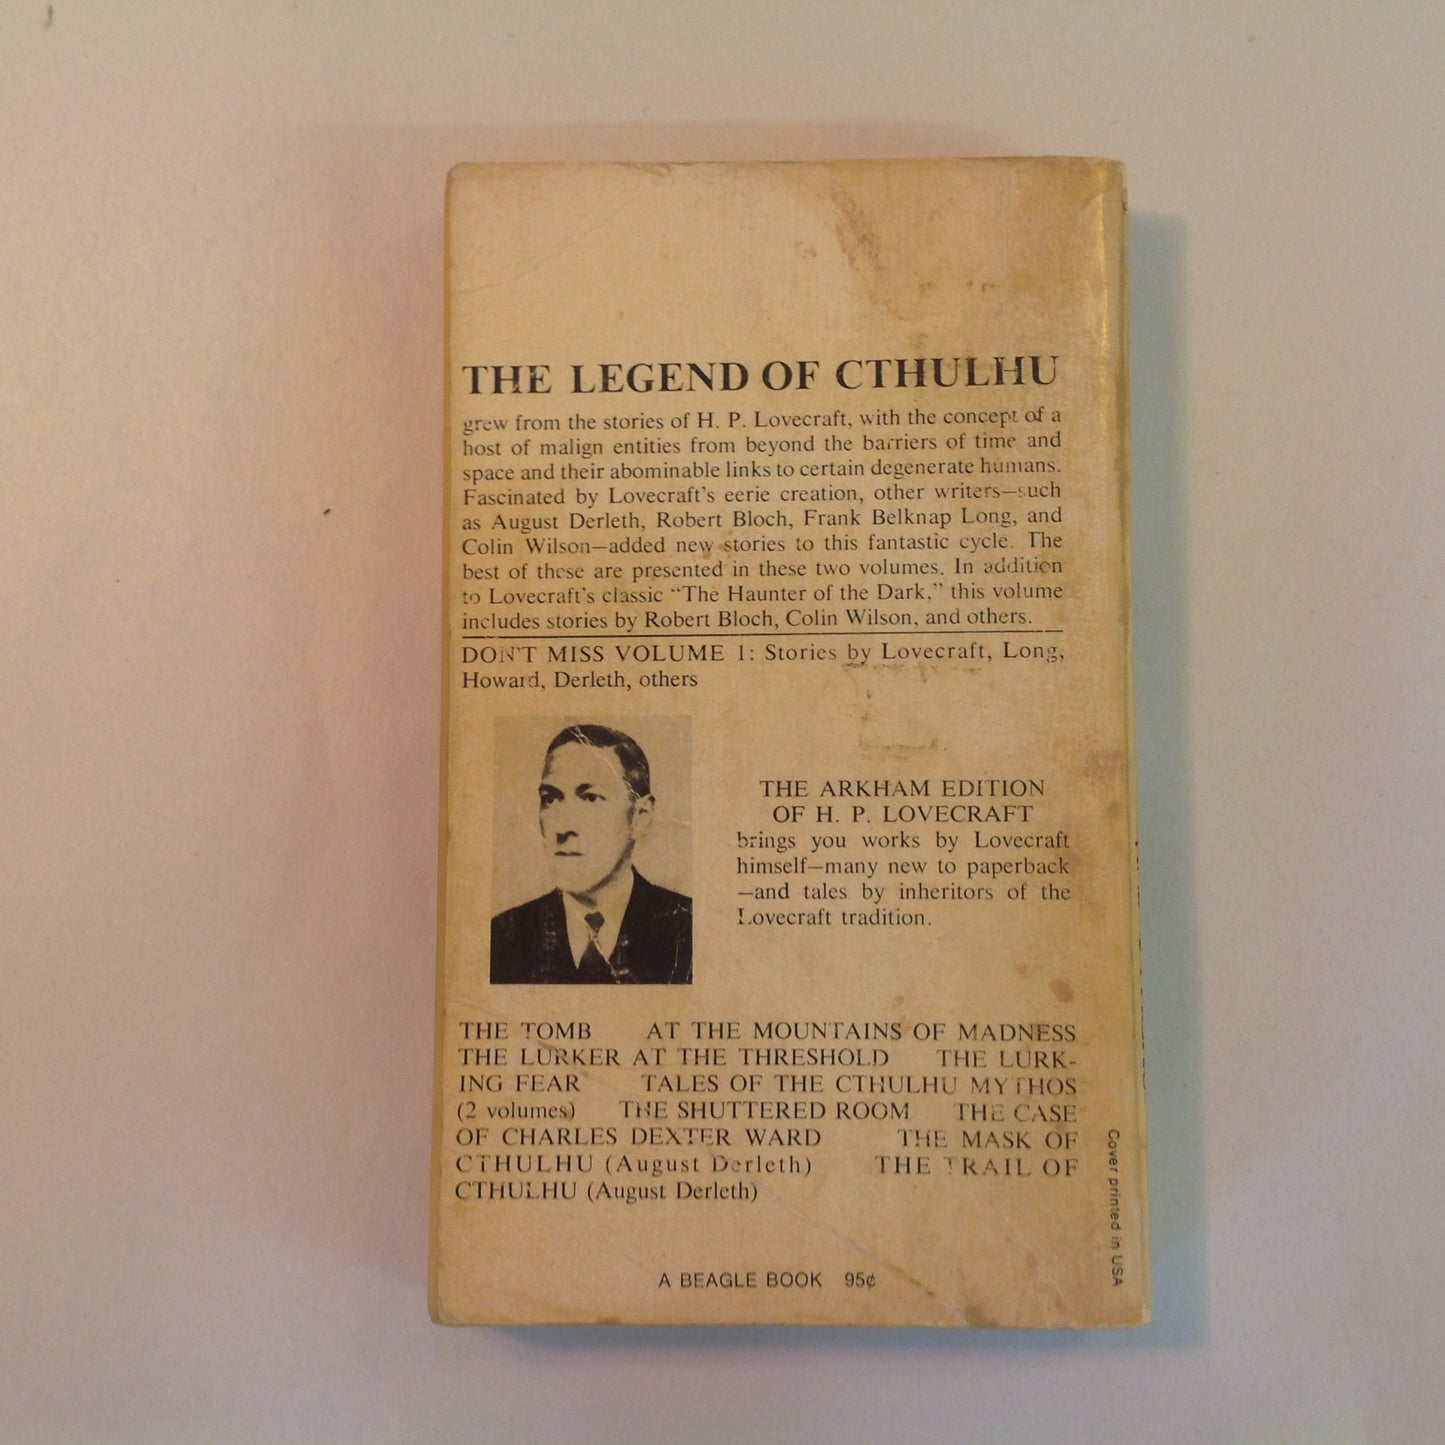 THE LEGEND OF CTHULHU
grew from the stories of H. P. Lovecraft, with the concept of a
host of malign entities from beyond the barriers of time and
space and their abominable links to certain degenerate humans.
Fascinated by Lovecraft's eerie creation, other writers—such
as August Derleth, Robert Bloch, Frank Belknap Long, and
Colin Wilson—added new stories to this fantastic cycle. The
best of these are presented in these two volumes. In addition
to Lovecraft's classic "The Haunter of the Dark," this volume
includes stories by Robert Bloch, Colin Wilson, and others.
DON'T MISS VOLUME 1: Stories by Lovecraft, Long,
Howard, Derleth, others
THE ARKHAM EDITION
OF H. P. LOVECRAFT
brings you works by Lovecraft
himself—many new to paperback
—and tales by inheritors of the
Lovecraft tradition.
THE TOMB AT THE MOUNTAINS OF MADNESS
THE LURKER AT THE THRESHOLD THE LURK-
ING FEAR TALES OF THE CTHULHU MYTHOS
(2 volumes) THE SHUTTERED ROOM THE CASE
OF CHARLES DEXTER WARD THE MASK OF
CTHULHU (August Derleth) THE TRAIL OF
CTHULHU (August Derleth)
A BEAGLE BOOK 95¢
Cover printed in USA